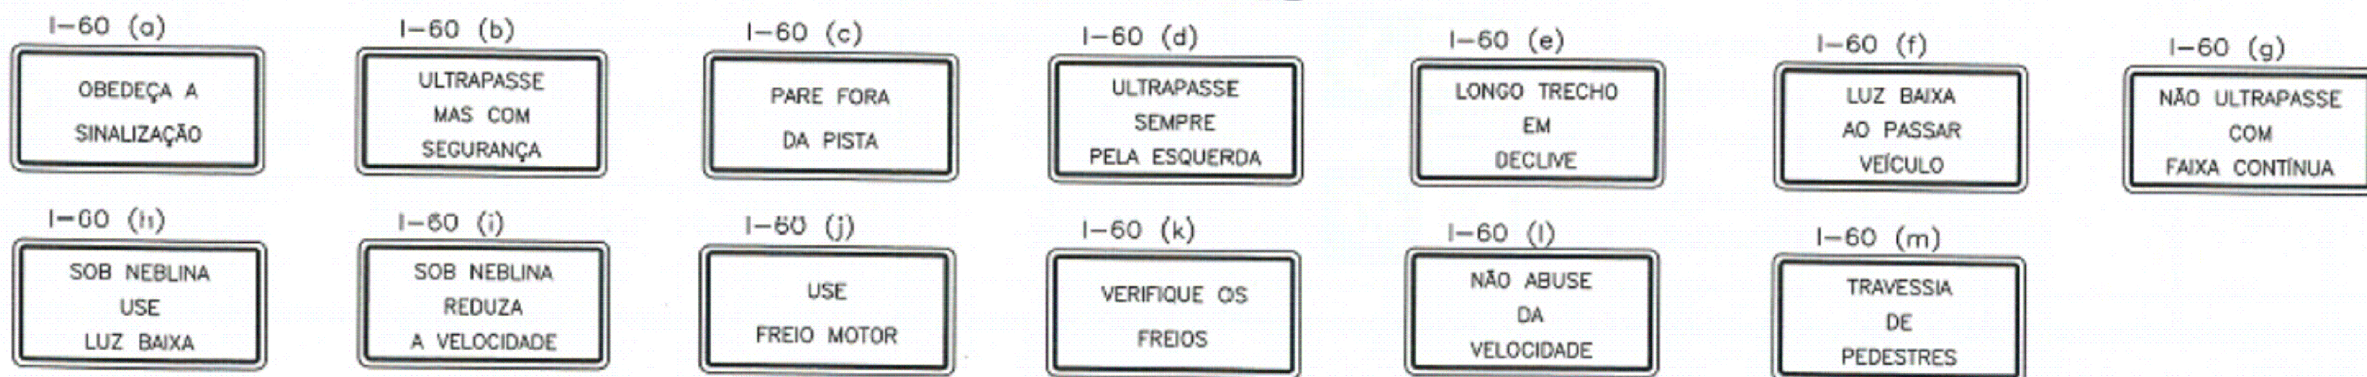 I-60 (a)
OBEDEÇA A
SINALIZAÇÃO
I-60 (b)
ULTRAPASSE
MAS COM
SEGURANÇA
I-60 (c)
PARE FORA
DA PISTA
I-60 (d)
ULTRAPASSE
SEMPRE
PELA ESQUERDA
I-60 (e)
LONGO TRECHO
EM
DECLIVE
I-60 (f)
LUZ BAIXA
AO PASSAR
VEÍCULO
I-60 (g)
NÃO ULTRAPASSE
COM
FAIXA CONTÍNUA
I-60 (h)
SOB NEBLINA
USE
LUZ BAIXA
I-60 (i)
SOB NEBLINA
REDUZA
A VELOCIDADE
I-60 (j)
USE
FREIO MOTOR
I-60 (k)
VERIFIQUE OS
FREIOS
I-60 (l)
NÃO ABUSE
DA
VELOCIDADE
I-60 (m)
TRAVESSIA
DE
PEDESTRES